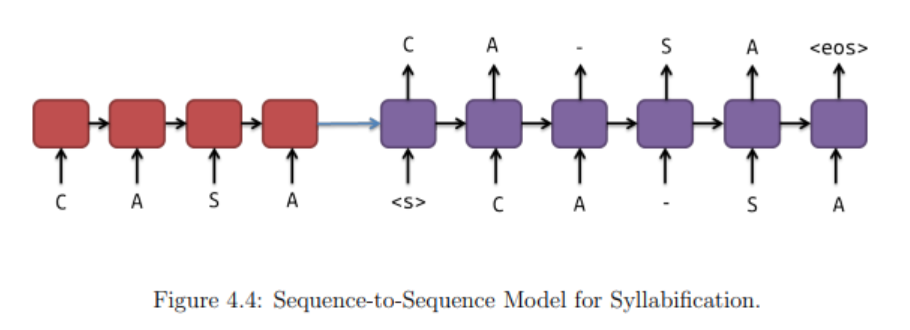 C A - S A <eos>
C A S A <s> C A - S A
Figure 4.4: Sequence-to-Sequence Model for Syllabification.